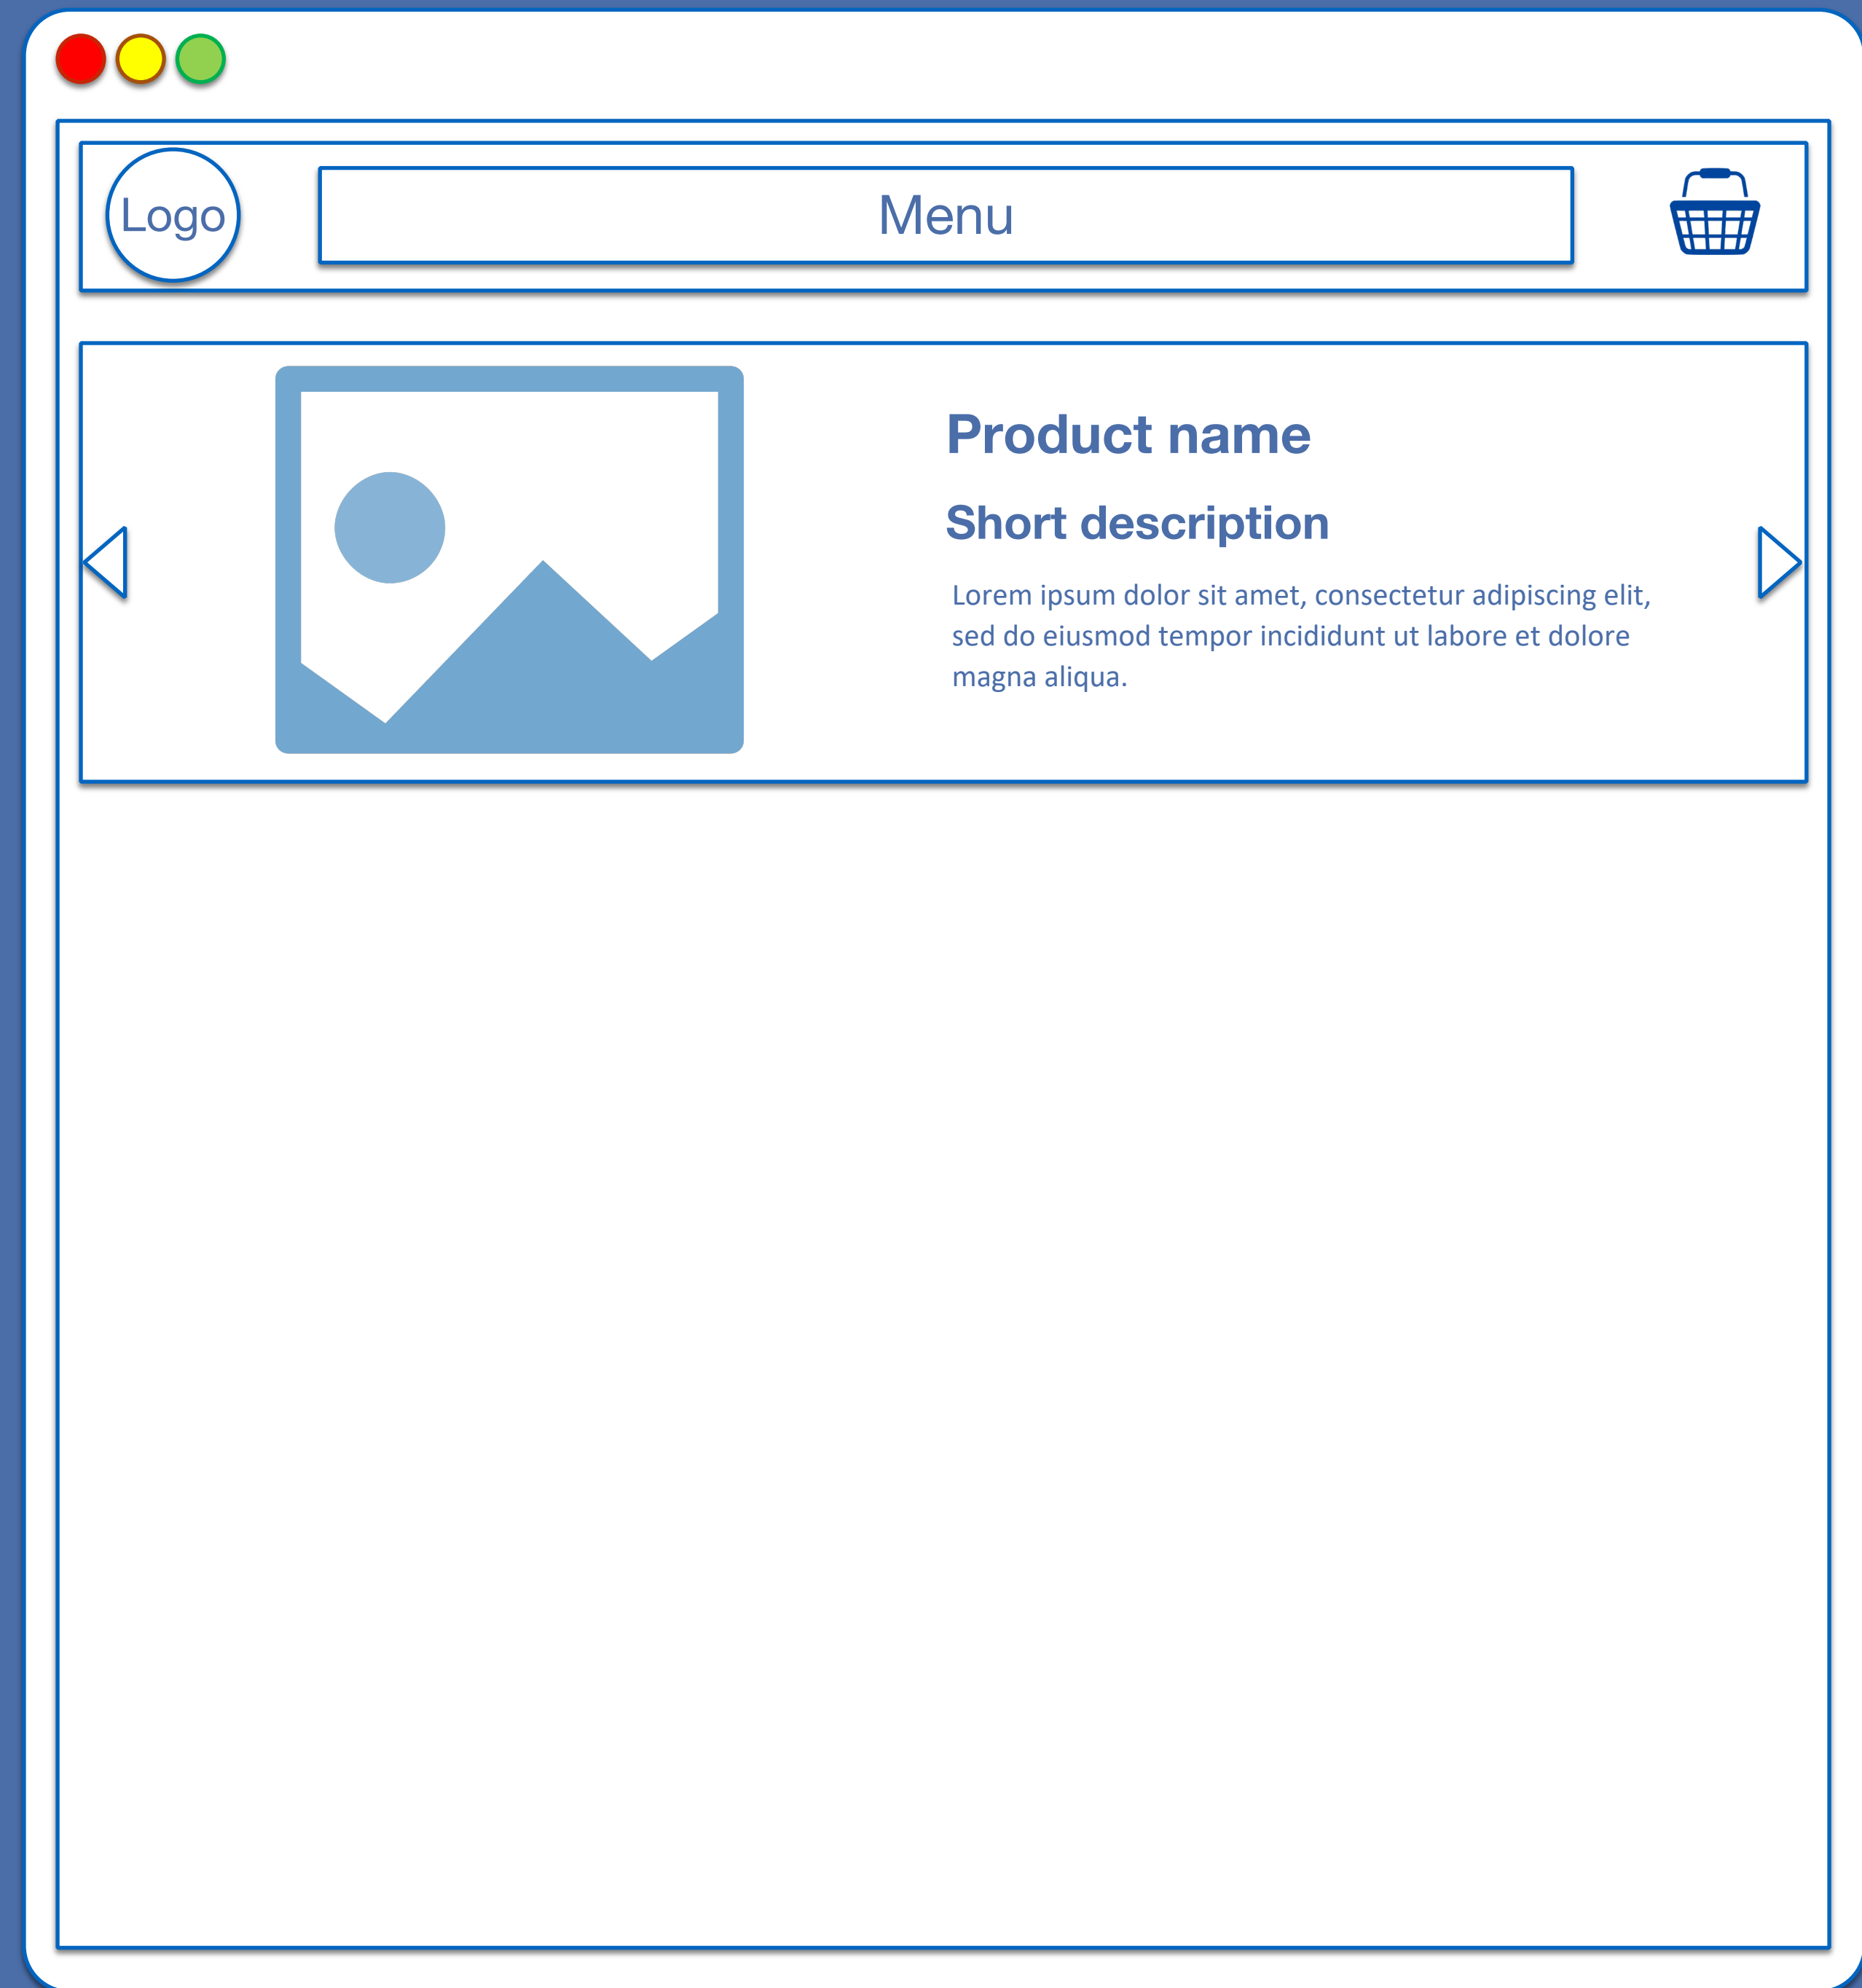 Logo
Menu
Product name
Short description
Lorem ipsum dolor sit amet, consectetur adipiscing elit,
sed do eiusmod tempor incididunt ut labore et dolore
magna aliqua.